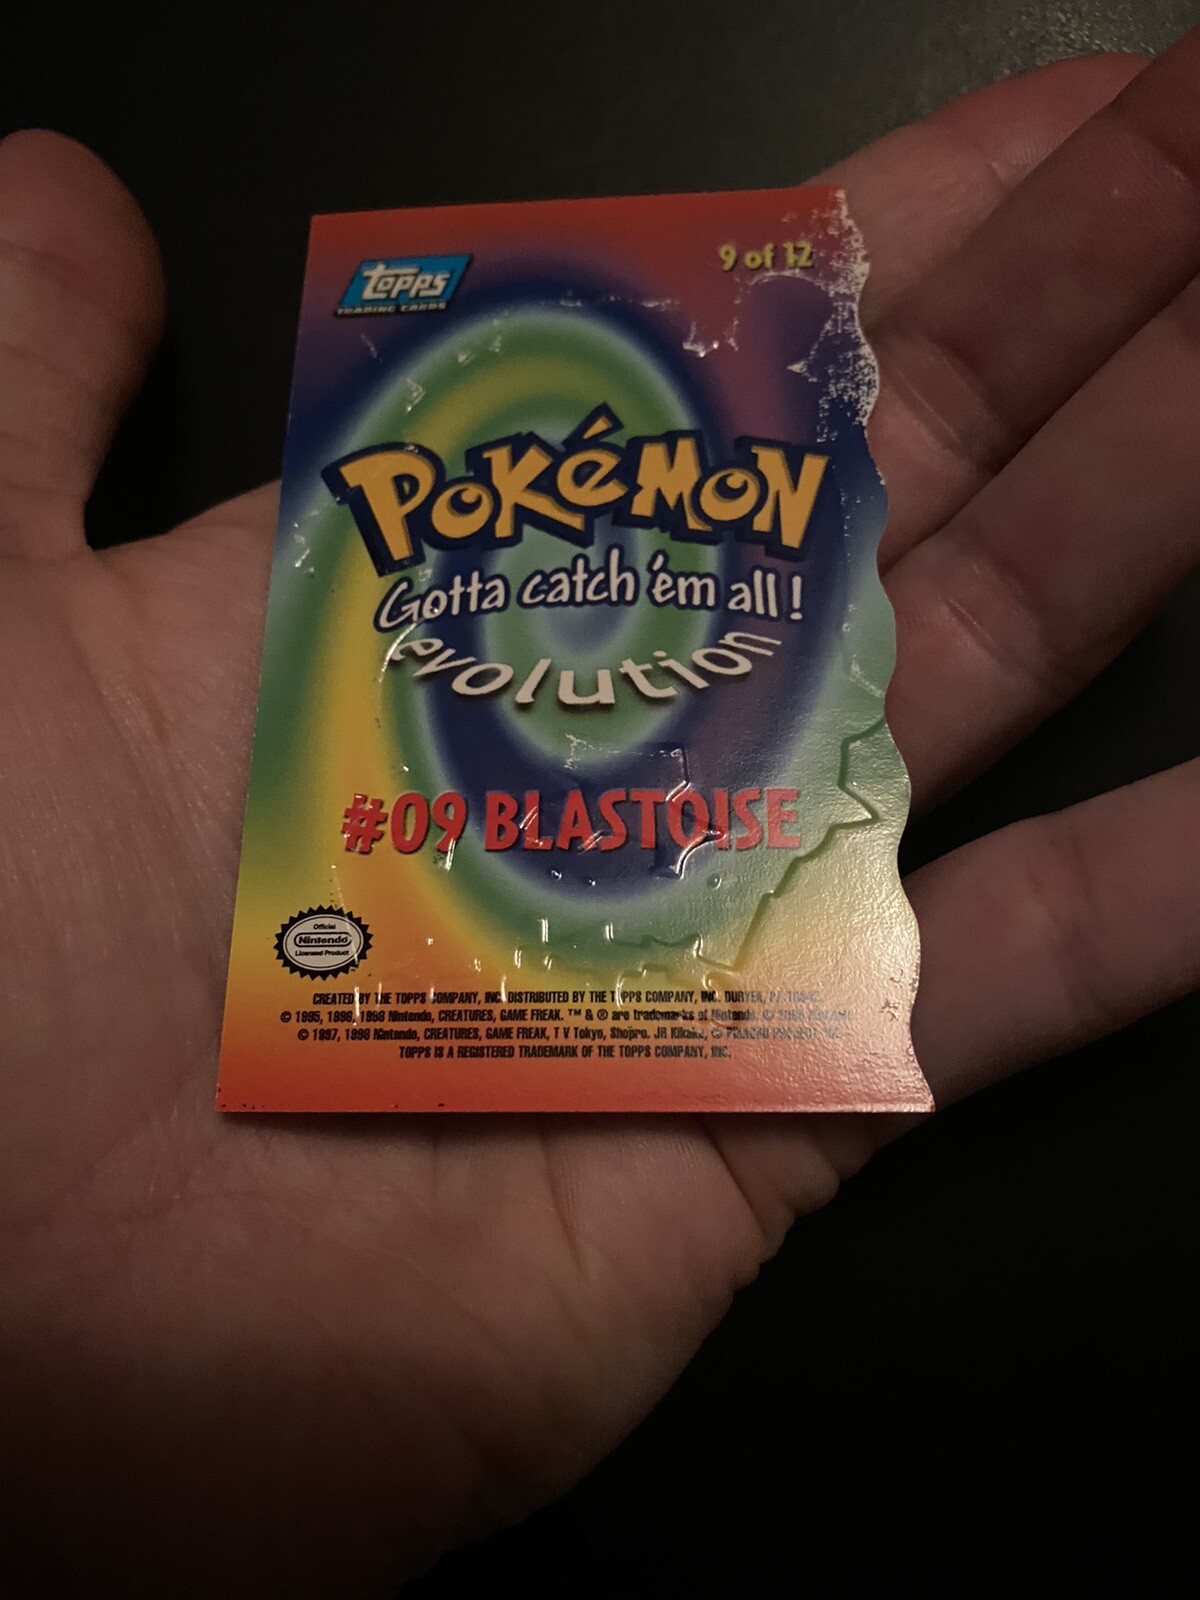 Topps
TRADING CARDS
9 of 12
POKéMON
Gotta catch 'em all!
evolution
#09 BLASTOISE
Official
Nintendo
Licensed Product
CREATED BY THE TOPPS COMPANY, INC. DISTRIBUTED BY THE TOPPS COMPANY, INC. DURYEA,
© 1995, 1996, 1998 Nintendo, CREATURES, GAME FREAK. ™ & ® are trademarks of Nintendo. ©
© 1997, 1998 Nintendo, CREATURES, GAME FREAK, T V Tokyo, Shopro. JR Kikaku, © PIKACHU PROJECT
TOPPS IS A REGISTERED TRADEMARK OF THE TOPPS COMPANY, INC.